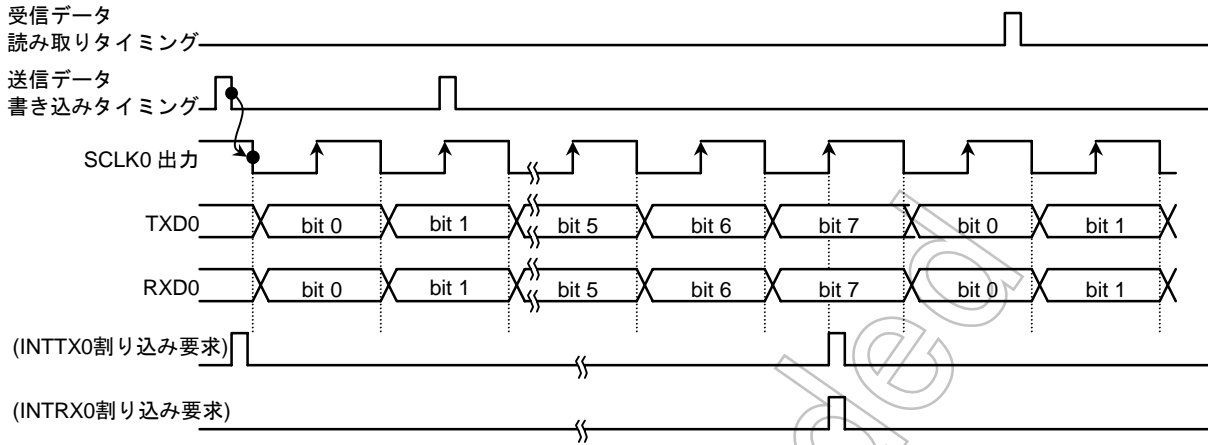 受信データ
読み取りタイミング
送信データ
書き込みタイミング
SCLK0 出力
TXD0 bit 0 bit 1 bit 5 bit 6 bit 7 bit 0 bit 1
RXD0 bit 0 bit 1 bit 5 bit 6 bit 7 bit 0 bit 1
(INTTX0割り込み要求)
(INTRX0割り込み要求)
ded